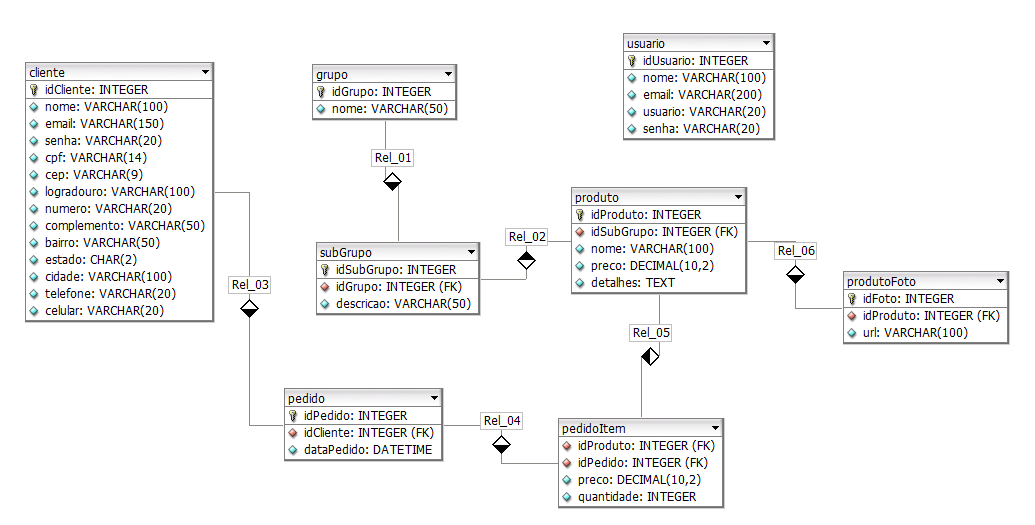 cliente
idCliente: INTEGER
nome: VARCHAR(100)
email: VARCHAR(150)
senha: VARCHAR(20)
cpf: VARCHAR(14)
cep: VARCHAR(9)
logradouro: VARCHAR(100)
numero: VARCHAR(20)
complemento: VARCHAR(50)
bairro: VARCHAR(50)
estado: CHAR(2)
cidade: VARCHAR(100)
telefone: VARCHAR(20)
celular: VARCHAR(20)
grupo
idGrupo: INTEGER
nome: VARCHAR(50)
usuario
idUsuario: INTEGER
nome: VARCHAR(100)
email: VARCHAR(200)
usuario: VARCHAR(20)
senha: VARCHAR(20)
Rel_01
subGrupo
idSubGrupo: INTEGER
idGrupo: INTEGER (FK)
descricao: VARCHAR(50)
Rel_02
produto
idProduto: INTEGER
idSubGrupo: INTEGER (FK)
nome: VARCHAR(100)
preco: DECIMAL(10,2)
detalhes: TEXT
Rel_06
produtoFoto
idFoto: INTEGER
idProduto: INTEGER (FK)
url: VARCHAR(100)
Rel_03
Rel_05
pedido
idPedido: INTEGER
idCliente: INTEGER (FK)
dataPedido: DATETIME
Rel_04
pedidoItem
idProduto: INTEGER (FK)
idPedido: INTEGER (FK)
preco: DECIMAL(10,2)
quantidade: INTEGER